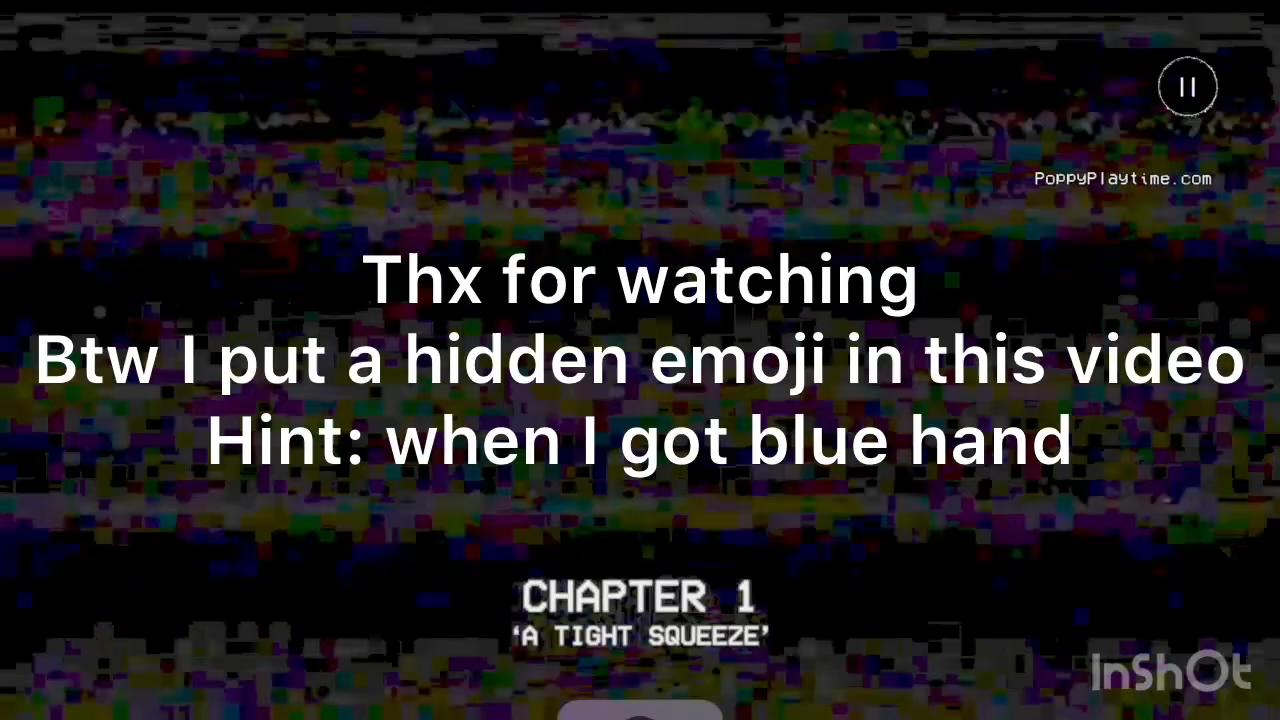 PoppyPlaytime.com
Thx for watching
Btw I put a hidden emoji in this video
Hint: when I got blue hand
CHAPTER 1
‘A TIGHT SQUEEZE’
InShOt